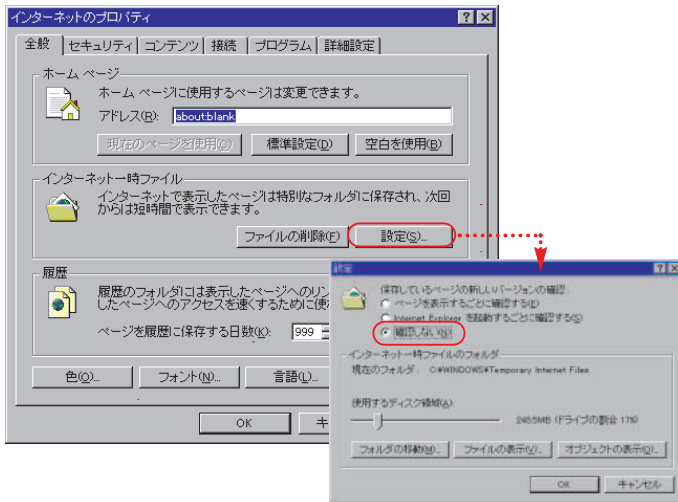 インターネットのプロパティ
全般 セキュリティ コンテンツ 接続 プログラム 詳細設定
ホーム ページ
ホーム ページに使用するページは変更できます。
アドレス(R): about:blank
現在のページを使用(C) 標準設定(D) 空白を使用(B)
インターネット一時ファイル
インターネットで表示したページは特別なフォルダに保存され、次回
からは短時間で表示できます。
ファイルの削除(F) 設定(S)...
履歴
履歴のフォルダには表示したページへのリン
したページへのアクセスを速くするために使
ページを履歴に保存する日数(K): 999
色(O)... フォント(N)... 言語(L)...
OK キ
設定
保存しているページの新しいバージョンの確認:
ページを表示するごとに確認する(E)
Internet Explorer を起動するごとに確認する(S)
確認しない(N)
インターネット一時ファイルのフォルダ
現在のフォルダ: C:¥WINDOWS¥Temporary Internet Files
使用するディスク領域(A):
(ドライブの割合
フォルダの移動(M)... ファイルの表示(V)... オブジェクトの表示(O)...
OK キャンセル